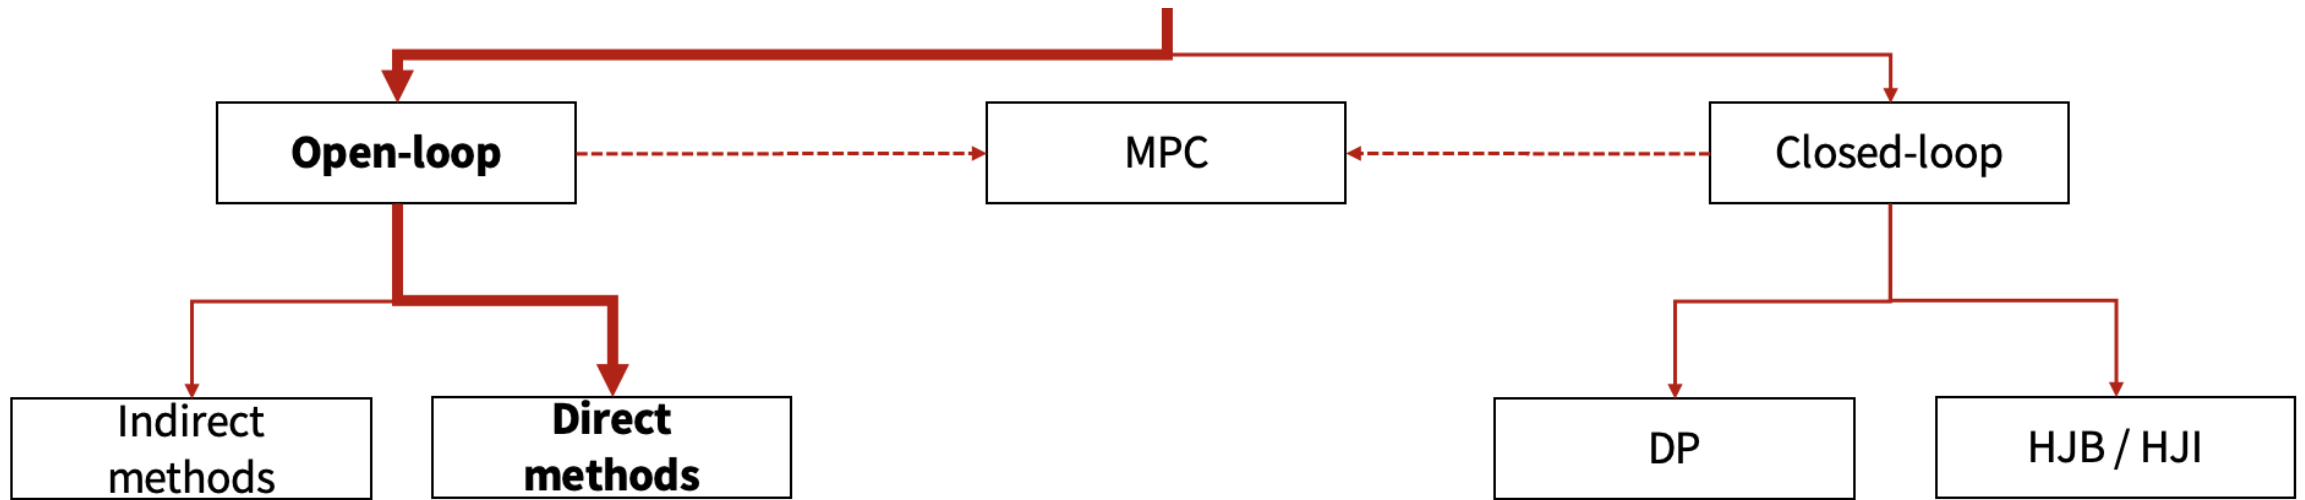 Open-loop
MPC
Closed-loop
Indirect
methods
Direct
methods
DP
HJB / HJI